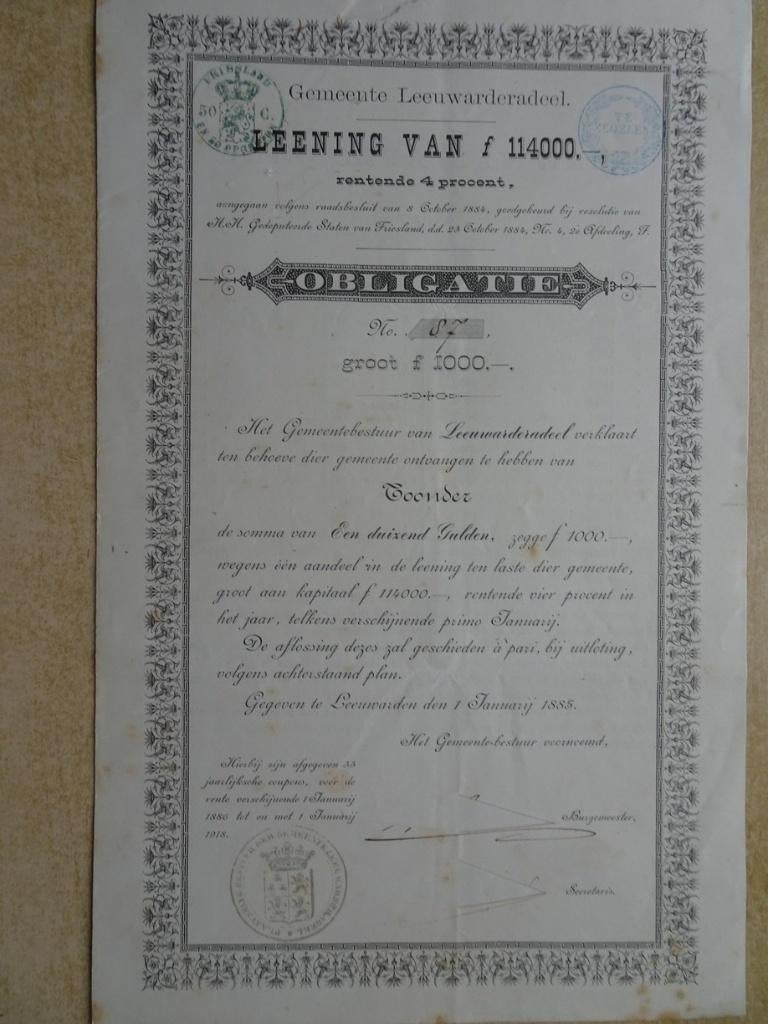 FRIESLAND
50 C.
TE
ZEGELEN
Gemeente Leeuwarderadeel.
LEENING VAN f 114000.—,
rentende 4 procent,
aangegaan volgens raadsbesluit van 8 October 1884, goedgekeurd bij resolutie van
H.H. Gedeputeerde Staten van Friesland, d.d. 23 October 1884, No. 4, 2e Afdeeling, F.
OBLIGATIE
No. 87,
groot f 1000.—.
Het Gemeentebestuur van Leeuwarderadeel verklaart
ten behoeve dier gemeente ontvangen te hebben van
Toonder
de somma van Een duizend Gulden, zegge f 1000.—,
wegens één aandeel in de leening ten laste dier gemeente,
groot aan kapitaal f 114000.—, rentende vier procent in
het jaar, telkens verschijnende primo Januarij.
De aflossing dezes zal geschieden à pari, bij uitloting,
volgens achterstaand plan.
Gegeven te Leeuwarden den 1 Januarij 1885.
Het Gemeente-bestuur voornoemd,
Hierbij zijn afgegeven 33
jaarlijksche coupons, voor de
rente verschijnende 1 Januarij
1886 tot en met 1 Januarij
1918.
Burgemeester.
Secretaris.